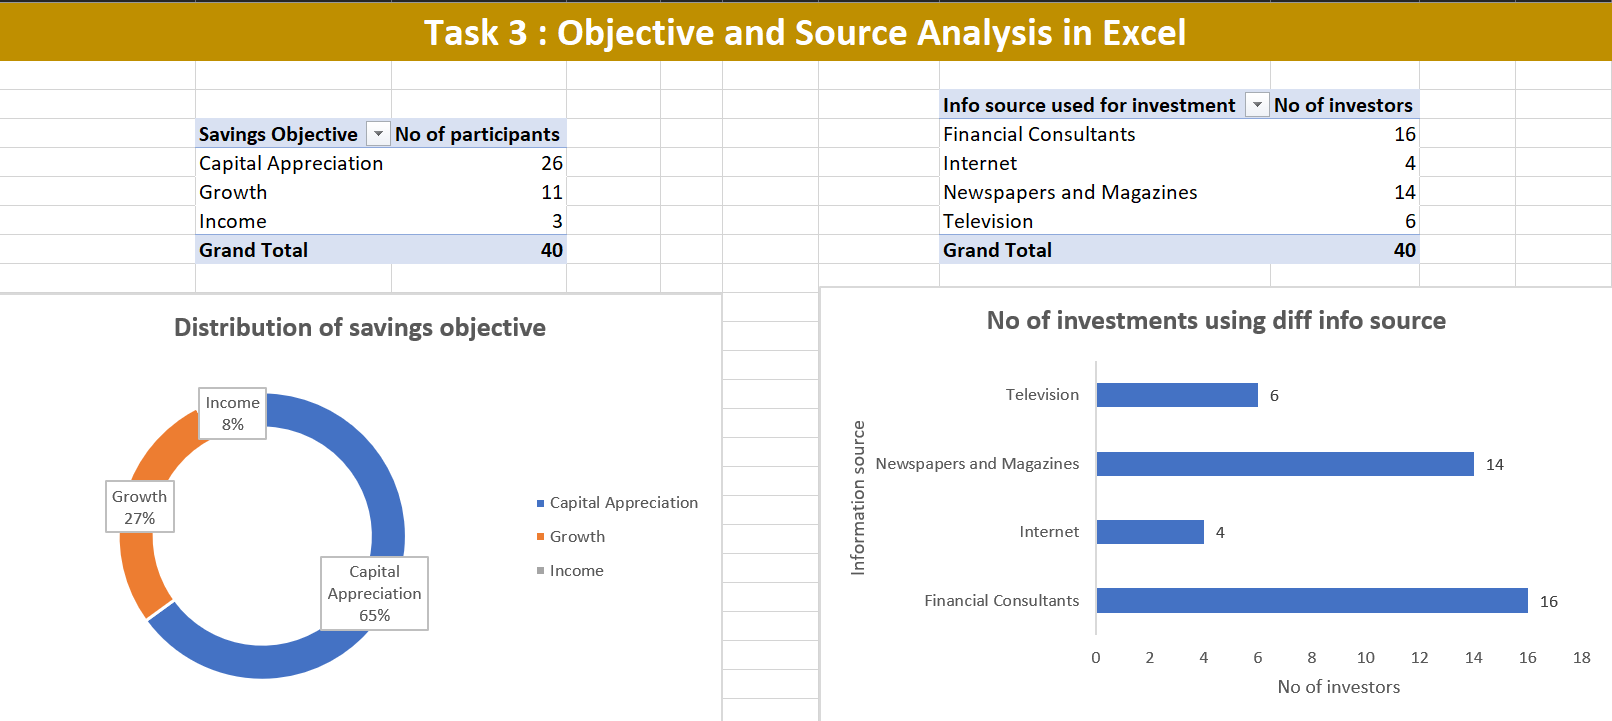 Task 3 : Objective and Source Analysis in Excel
Savings Objective No of participants
Capital Appreciation 26
Growth 11
Income 3
Grand Total 40
Info source used for investment No of investors
Financial Consultants 16
Internet 4
Newspapers and Magazines 14
Television 6
Grand Total 40
Distribution of savings objective
Income
8%
Growth
27%
Capital
Appreciation
65%
Capital Appreciation
Growth
Income
No of investments using diff info source
Information source
Television 6
Newspapers and Magazines 14
Internet 4
Financial Consultants 16
0 2 4 6 8 10 12 14 16 18
No of investors